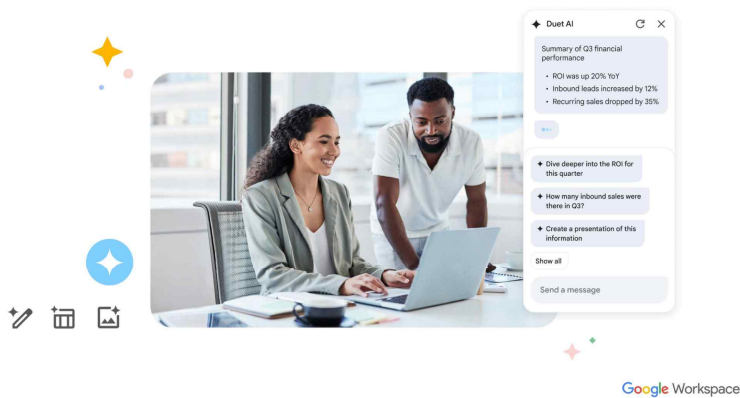 Duet AI
Summary of Q3 financial
performance
• ROI was up 20% YoY
• Inbound leads increased by 12%
• Recurring sales dropped by 35%
Dive deeper into the ROI for
this quarter
How many inbound sales were
there in Q3?
Create a presentation of this
information
Show all
Send a message
Google Workspace